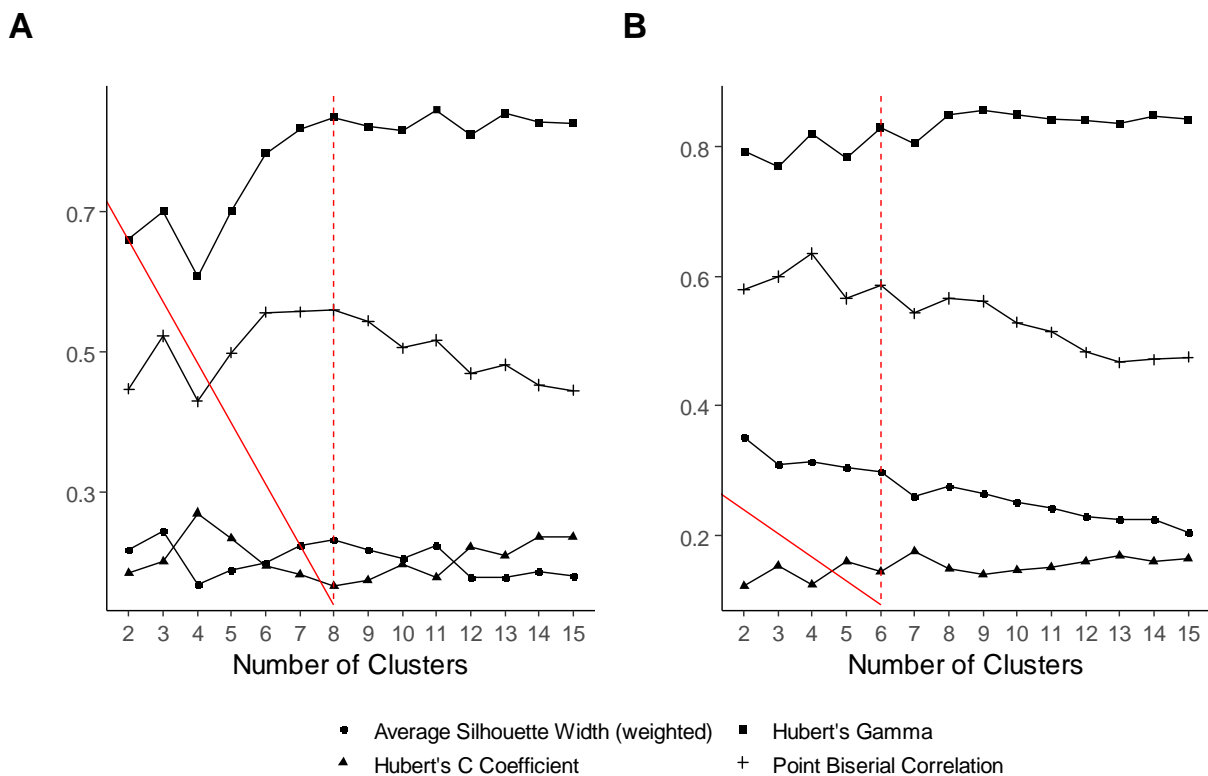 A
B
0.7
0.5
0.3
2 3 4 5 6 7 8 9 10 11 12 13 14 15
Number of Clusters
0.8
0.6
0.4
0.2
2 3 4 5 6 7 8 9 10 11 12 13 14 15
Number of Clusters
Average Silhouette Width (weighted)
Hubert's Gamma
Hubert's C Coefficient
Point Biserial Correlation